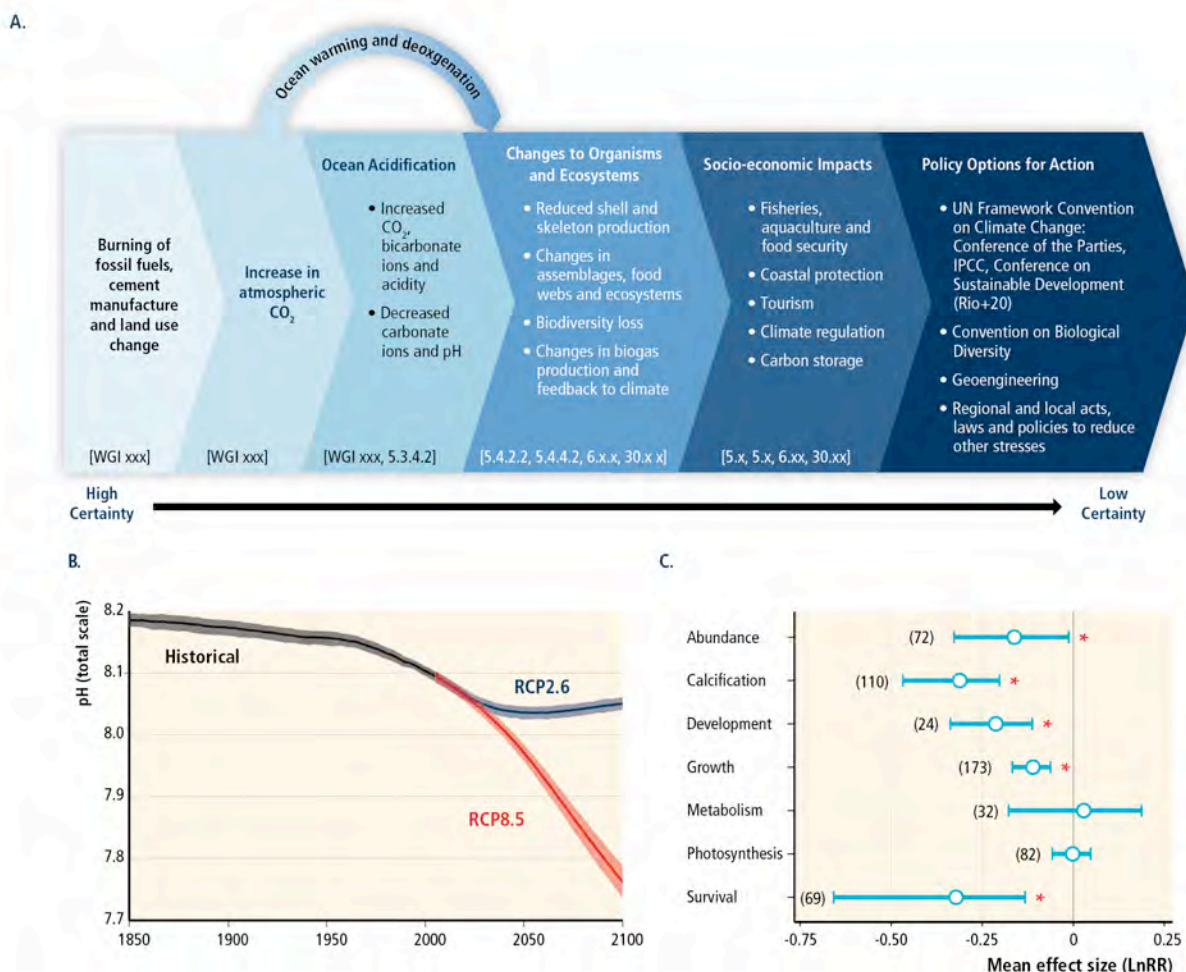 A.
Ocean warming and deoxgenation
Burning of
fossil fuels,
cement
manufacture
and land use
change
[WGI xxx]
Increase in
atmospheric
CO2
[WGI xxx]
Ocean Acidification
• Increased
CO2,
bicarbonate
ions and
acidity
• Decreased
carbonate
ions and pH
[WGI xxx, 5.3.4.2]
Changes to Organisms
and Ecosystems
• Reduced shell and
skeleton production
• Changes in
assemblages, food
webs and ecosystems
• Biodiversity loss
• Changes in biogas
production and
feedback to climate
[5.4.2.2, 5.4.4.2, 6.x.x, 30.x x]
Socio-economic Impacts
• Fisheries,
aquaculture and
food security
• Coastal protection
• Tourism
• Climate regulation
• Carbon storage
[5.x, 5.x, 6.xx, 30.xx]
Policy Options for Action
• UN Framework Convention
on Climate Change:
Conference of the Parties,
IPCC, Conference on
Sustainable Development
(Rio+20)
• Convention on Biological
Diversity
• Geoengineering
• Regional and local acts,
laws and policies to reduce
other stresses
High
Certainty
Low
Certainty
B.
pH (total scale)
8.2
8.1
8.0
7.9
7.8
7.7
Historical
RCP2.6
RCP8.5
1850 1900 1950 2000 2050 2100
C.
Abundance (72) *
Calcification (110) *
Development (24) *
Growth (173) *
Metabolism (32)
Photosynthesis (82)
Survival (69) *
-0.75 -0.50 -0.25 0 0.25
Mean effect size (LnRR)